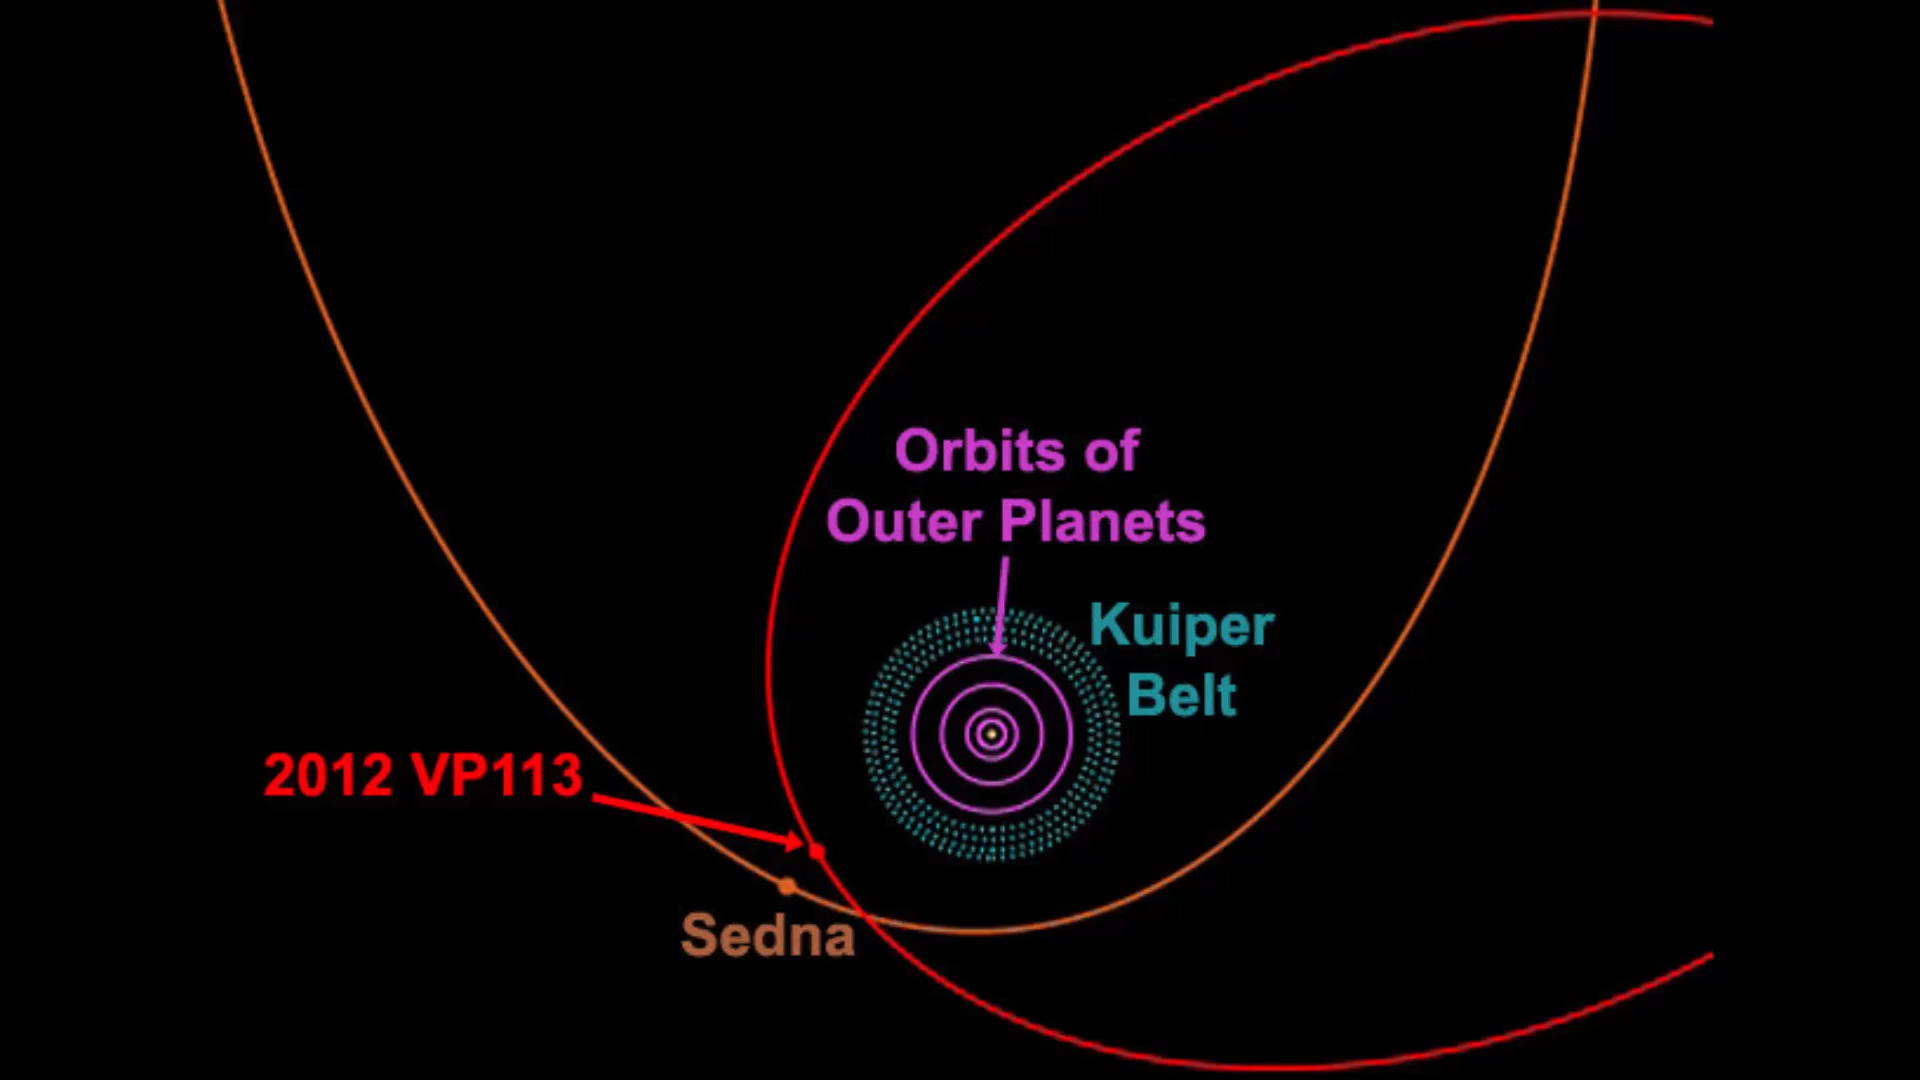 Orbits of
Outer Planets
Kuiper
Belt
2012 VP113
Sedna